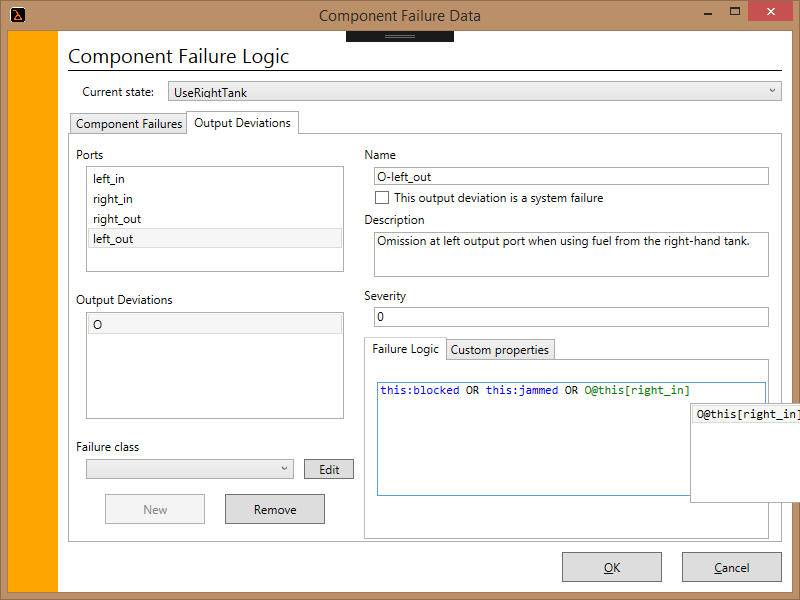 Component Failure Data
Component Failure Logic
Current state: UseRightTank
Component Failures Output Deviations
Ports
left_in
right_in
right_out
left_out
Output Deviations
O
Failure class
Edit
New Remove
Name
O-left_out
This output deviation is a system failure
Description
Omission at left output port when using fuel from the right-hand tank.
Severity
0
Failure Logic Custom properties
this:blocked OR this:jammed OR O@this[right_in]
O@this[right_in]
OK Cancel